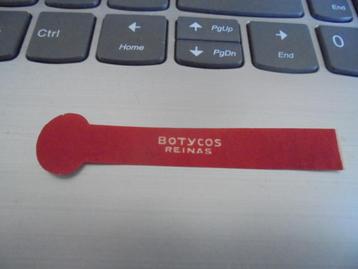 Ctrl
Home
PgUp
PgDn
End
0
BOTYCOS
REINAS